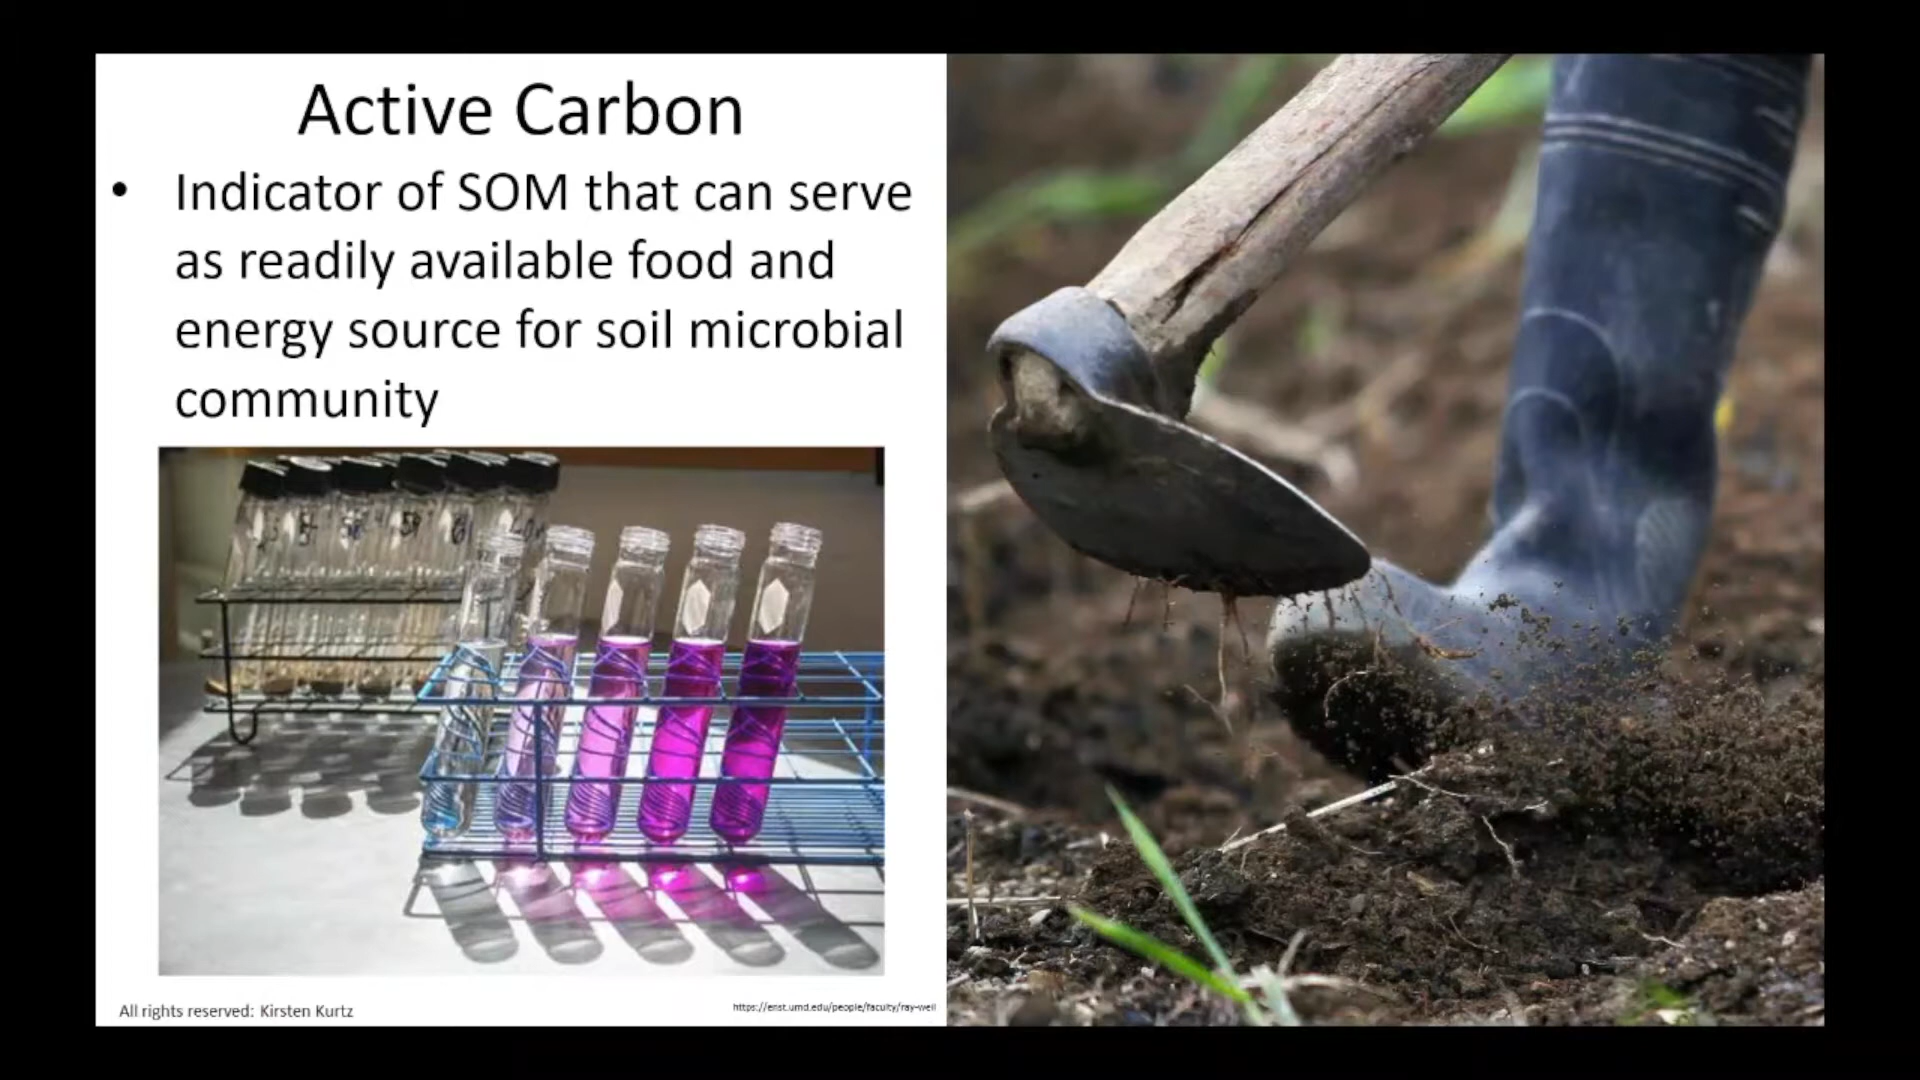 Active Carbon
• Indicator of SOM that can serve
as readily available food and
energy source for soil microbial
community
All rights reserved: Kirsten Kurtz
https://enst.umd.edu/people/faculty/ray-weil